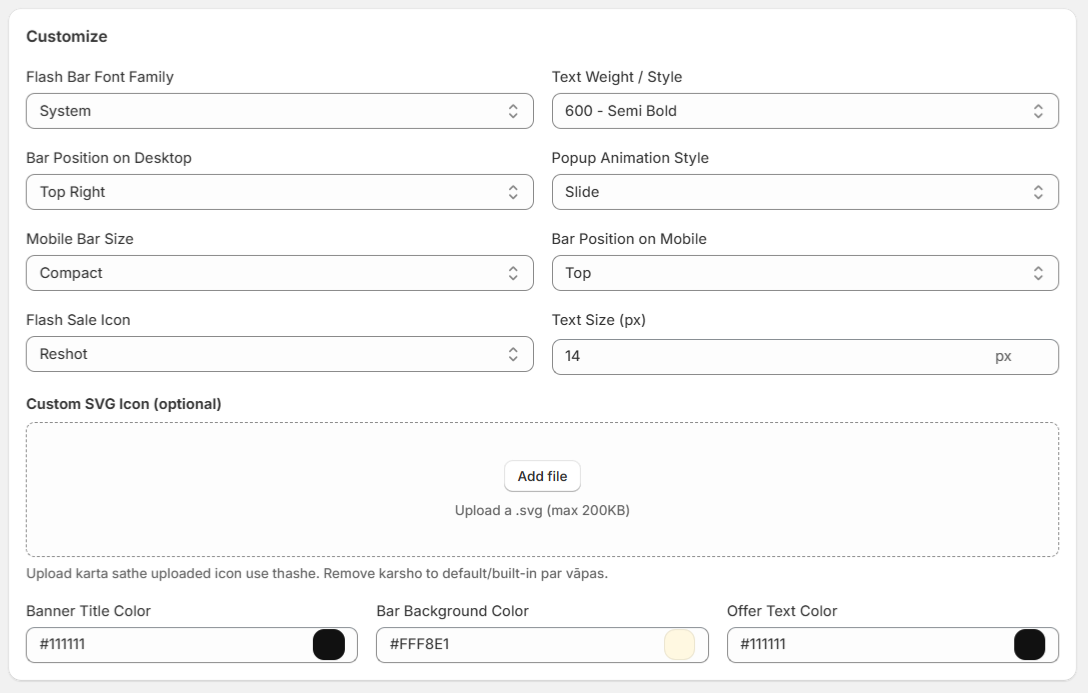 Customize
Flash Bar Font Family
Text Weight / Style
System
600 - Semi Bold
Bar Position on Desktop
Popup Animation Style
Top Right
Slide
Mobile Bar Size
Bar Position on Mobile
Compact
Top
Flash Sale Icon
Text Size (px)
Reshot
14 px
Custom SVG Icon (optional)
Add file
Upload a .svg (max 200KB)
Upload karta sathe uploaded icon use thashe. Remove karsho to default/built-in par vāpas.
Banner Title Color
Bar Background Color
Offer Text Color
#111111
#FFF8E1
#111111